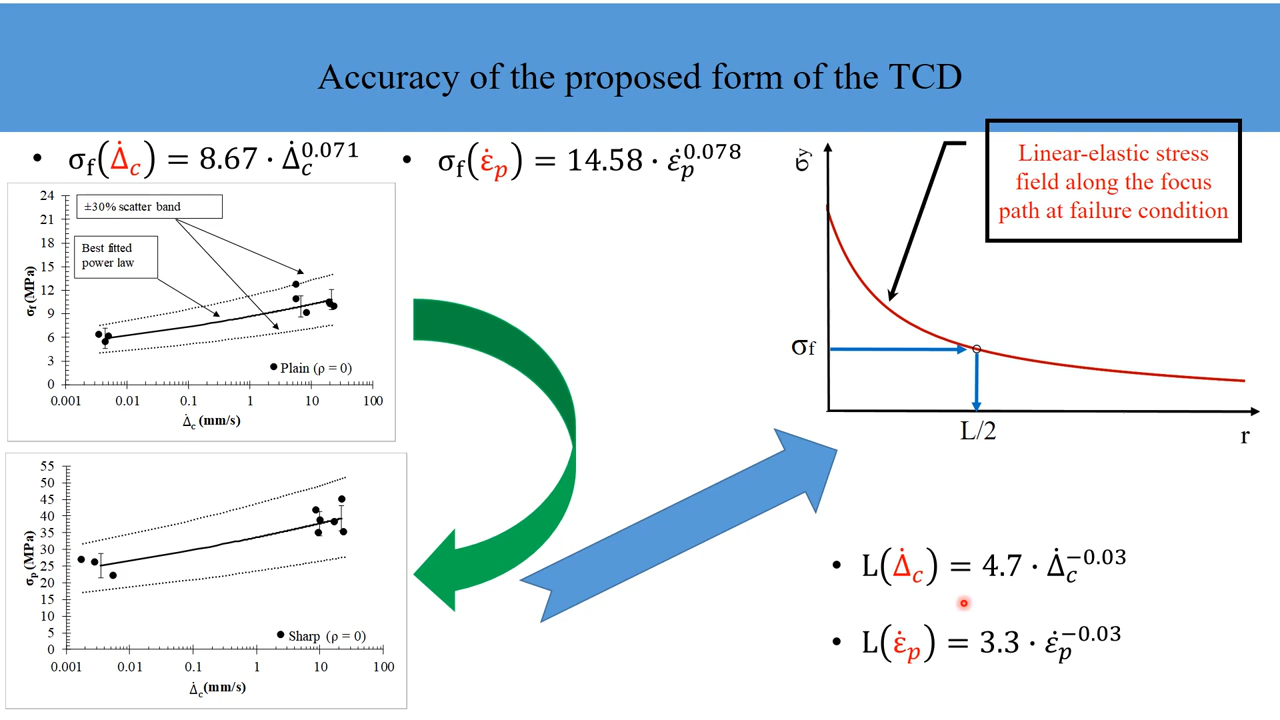 Accuracy of the proposed form of the TCD
• σf(Δ̇c) = 8.67 · Δ̇c^0.071
• σf(ε̇p) = 14.58 · ε̇p^0.078
24
21
18
15
12
9
6
3
0
σf (MPa)
±30% scatter band
Best fitted
power law
Plain (ρ = 0)
0.001 0.01 0.1 1 10 100
Δ̇c (mm/s)
55
50
45
40
35
30
25
20
15
10
5
0
σp (MPa)
Sharp (ρ = 0)
0.001 0.01 0.1 1 10 100
Δ̇c(mm/s)
σy
Linear-elastic stress
field along the focus
path at failure condition
σf
L/2
r
• L(Δ̇c) = 4.7 · Δ̇c^−0.03
• L(ε̇p) = 3.3 · ε̇p^−0.03